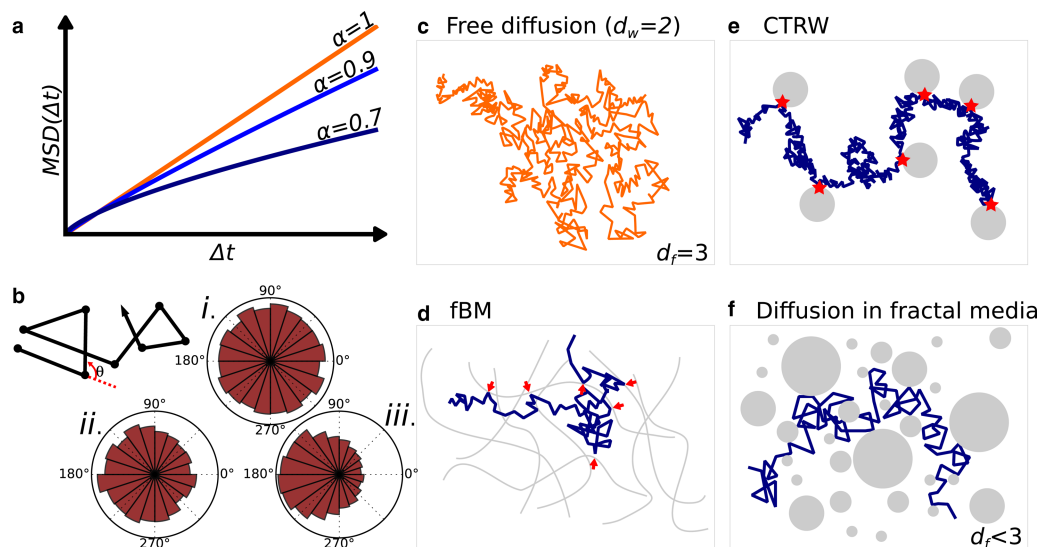 a
MSD(Δt)
α=1
α=0.9
α=0.7
Δt
b
θ
i.
90°
180°
0°
270°
ii.
90°
180°
0°
270°
iii.
90°
180°
0°
270°
c Free diffusion (d_w=2)
d_f=3
d fBM
e CTRW
f Diffusion in fractal media
d_f<3